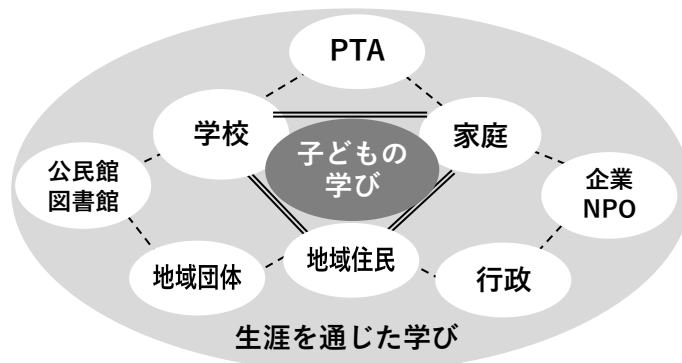 PTA
学校
家庭
子どもの
学び
公民館
図書館
企業
NPO
地域団体
地域住民
行政
生涯を通じた学び